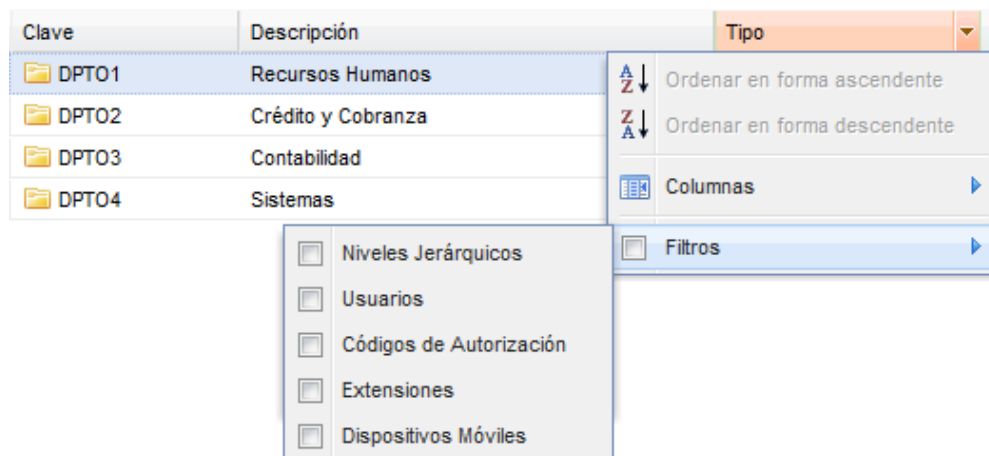 Clave Descripción Tipo
DPTO1 Recursos Humanos
DPTO2 Crédito y Cobranza
DPTO3 Contabilidad
DPTO4 Sistemas
A Z Ordenar en forma ascendente
Z A Ordenar en forma descendente
Columnas
Filtros
Niveles Jerárquicos
Usuarios
Códigos de Autorización
Extensiones
Dispositivos Móviles